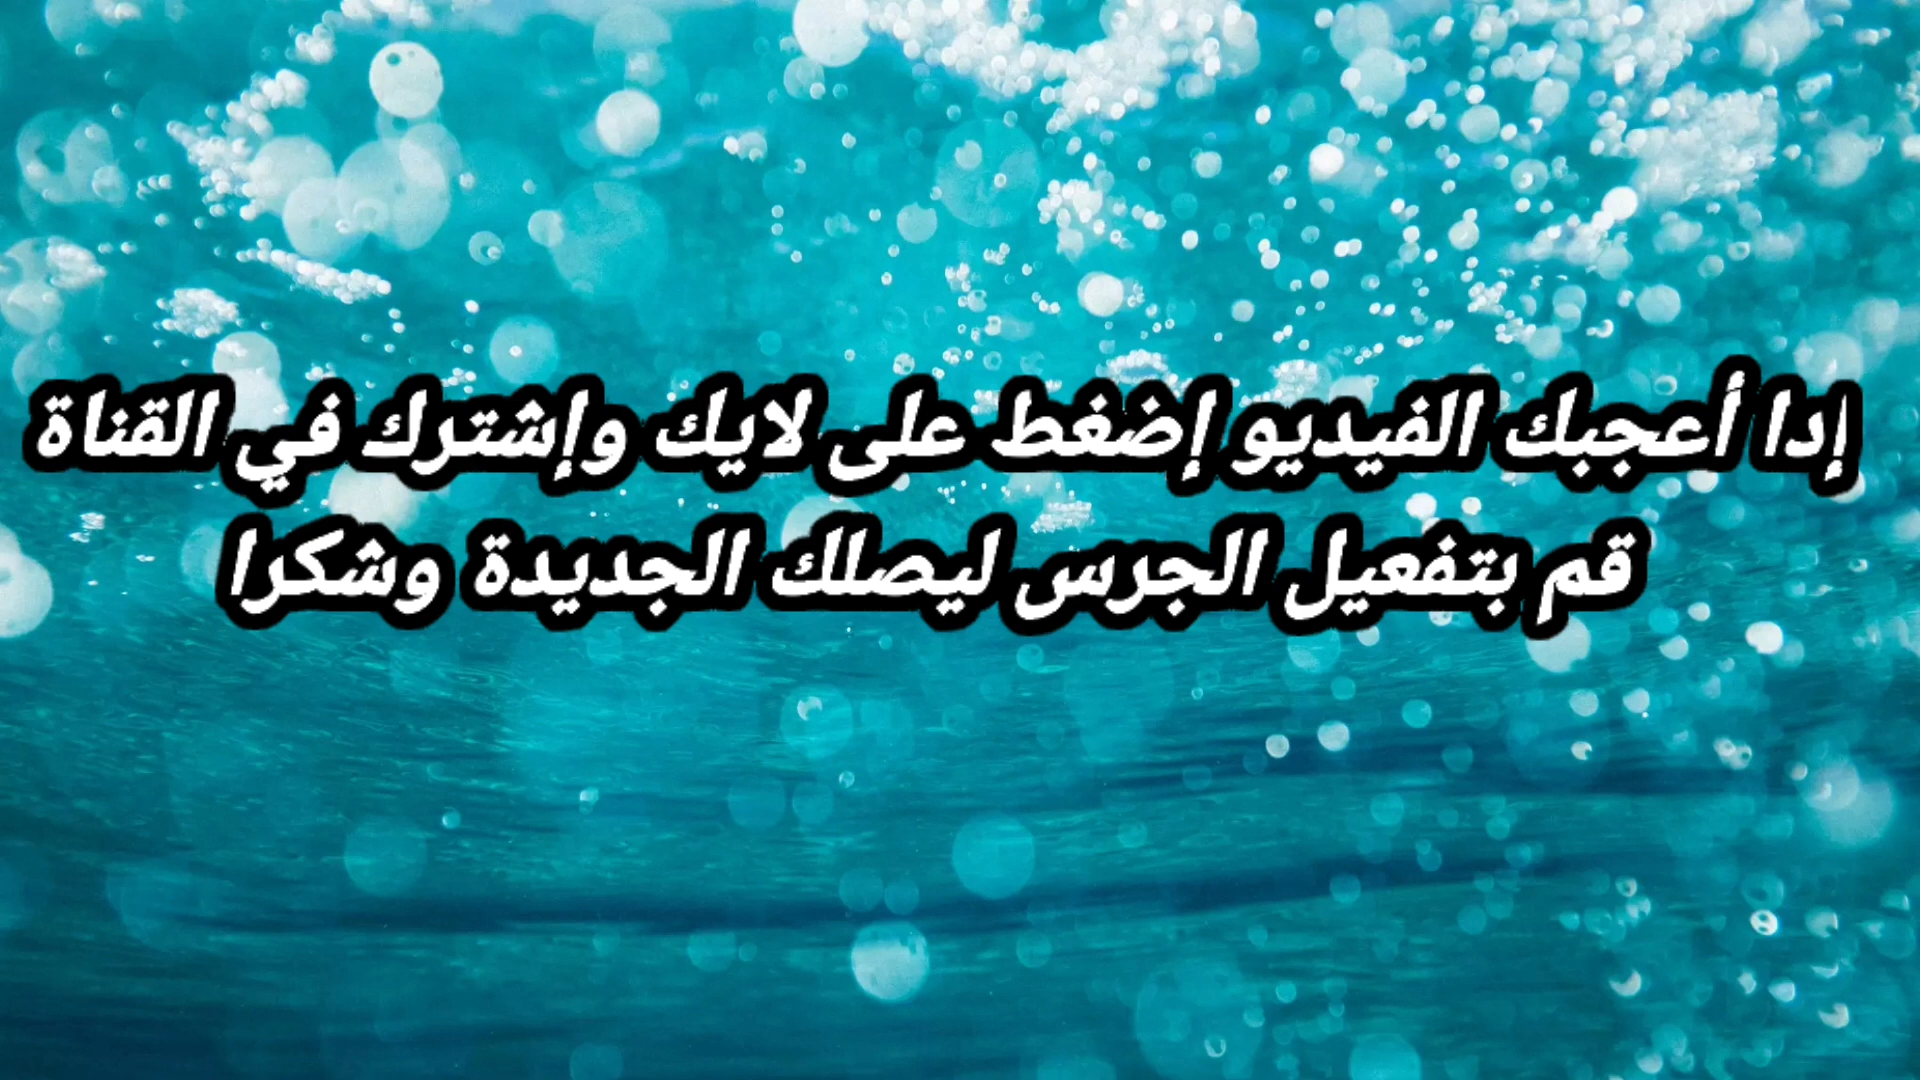 إدا أعجبك الفيديو إضغط على لايك وإشترك في القناة
قم بتفعيل الجرس ليصلك الجديدة وشكرا